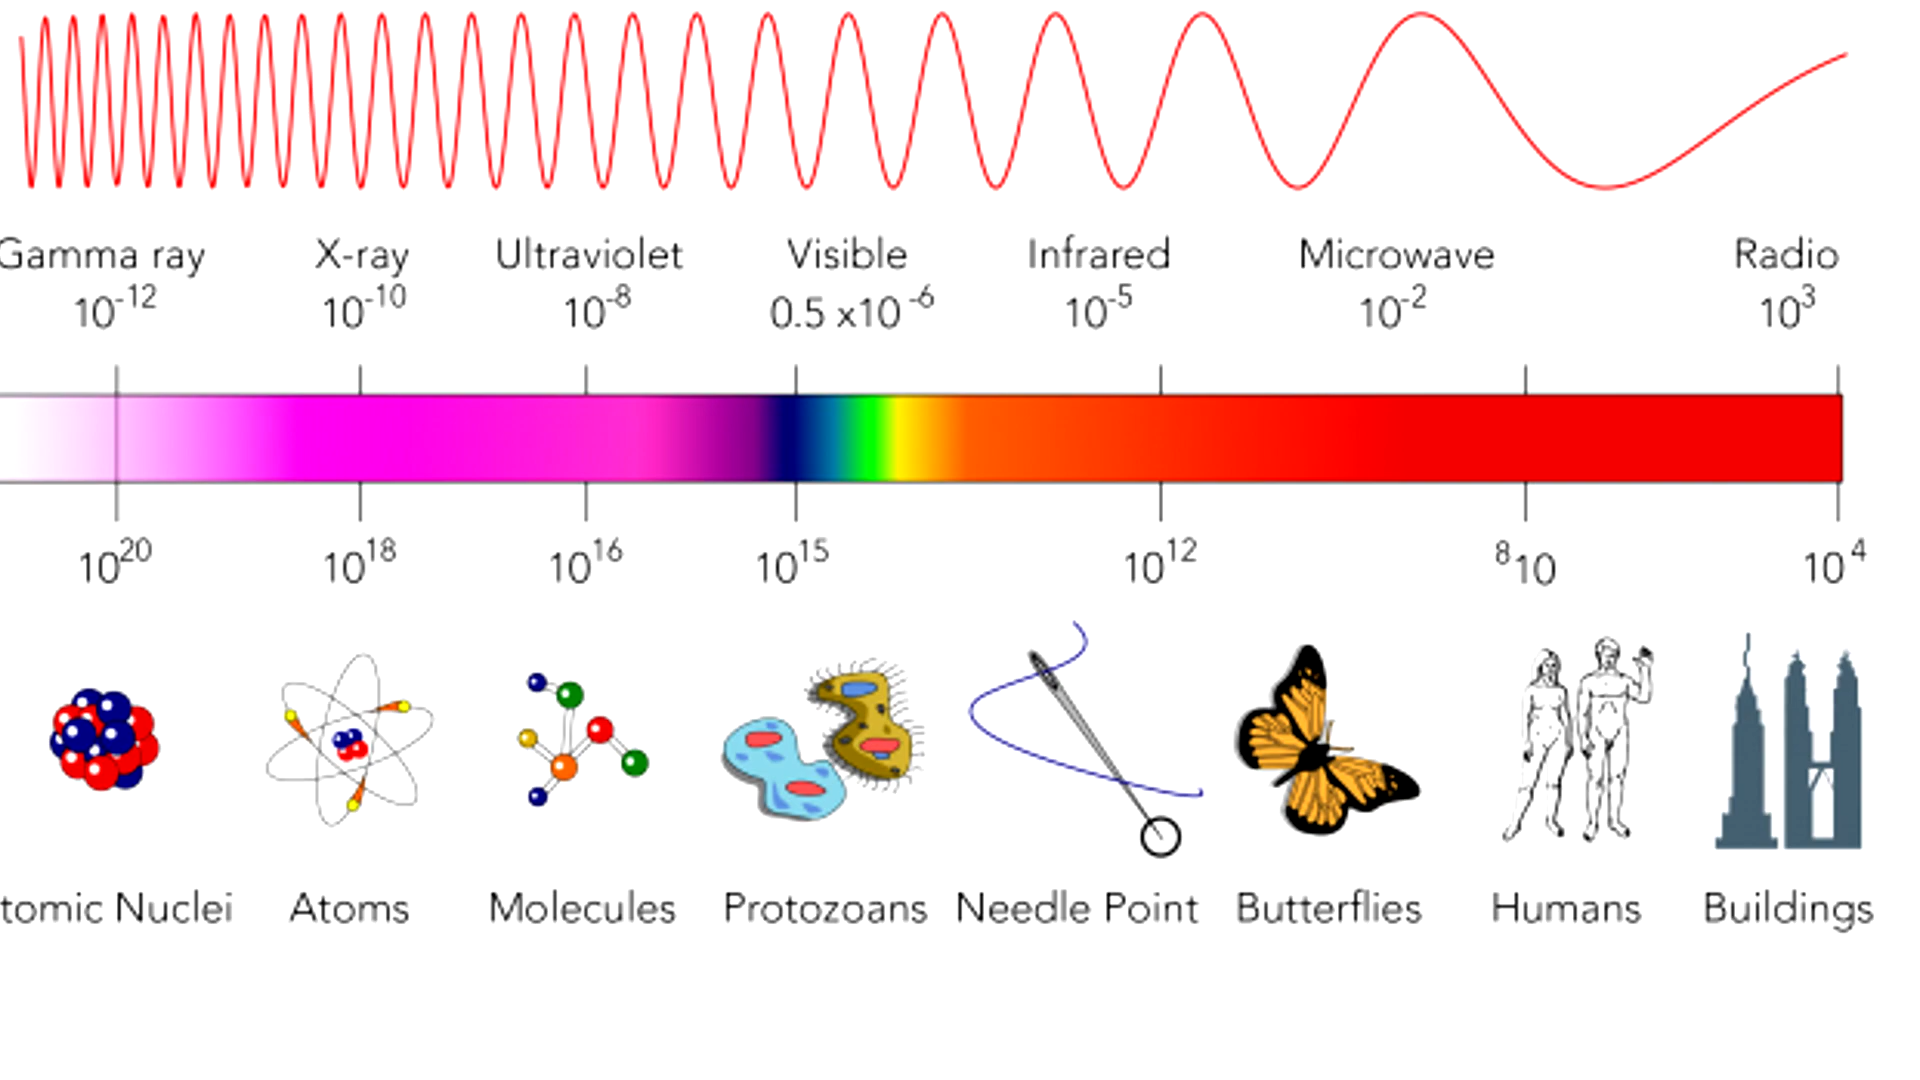 Gamma ray X-ray Ultraviolet Visible Infrared Microwave Radio
10⁻¹² 10⁻¹⁰ 10⁻⁸ 0.5 x10⁻⁶ 10⁻⁵ 10⁻² 10³
10²⁰ 10¹⁸ 10¹⁶ 10¹⁵ 10¹² ⁸10 10⁴
tomic Nuclei Atoms Molecules Protozoans Needle Point Butterflies Humans Buildings